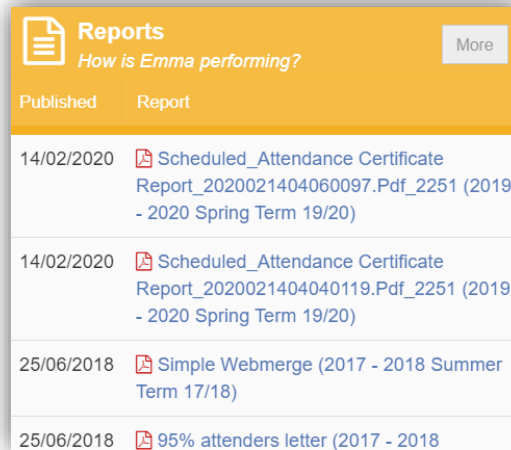 Reports
How is Emma performing?
More
Published Report
14/02/2020 Scheduled_Attendance Certificate
Report_2020021404060097.Pdf_2251 (2019
- 2020 Spring Term 19/20)
14/02/2020 Scheduled_Attendance Certificate
Report_2020021404040119.Pdf_2251 (2019
- 2020 Spring Term 19/20)
25/06/2018 Simple Webmerge (2017 - 2018 Summer
Term 17/18)
25/06/2018 95% attenders letter (2017 - 2018